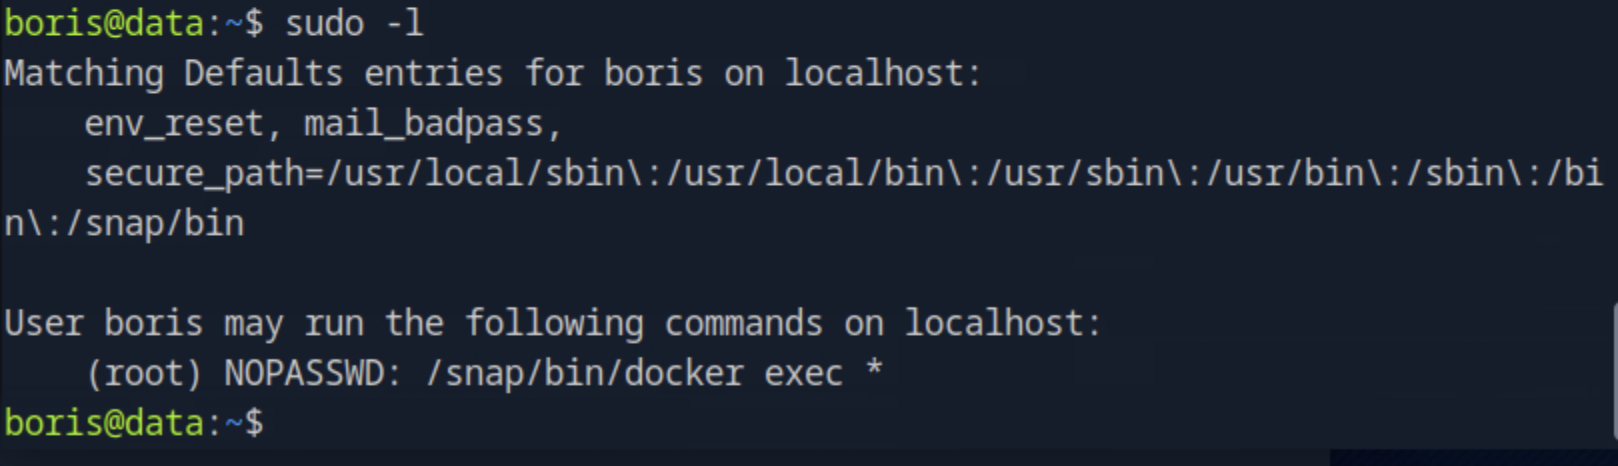 boris@data:~$ sudo -l
Matching Defaults entries for boris on localhost:
    env_reset, mail_badpass,
    secure_path=/usr/local/sbin\:/usr/local/bin\:/usr/sbin\:/usr/bin\:/sbin\:/bi
n\:/snap/bin

User boris may run the following commands on localhost:
    (root) NOPASSWD: /snap/bin/docker exec *
boris@data:~$